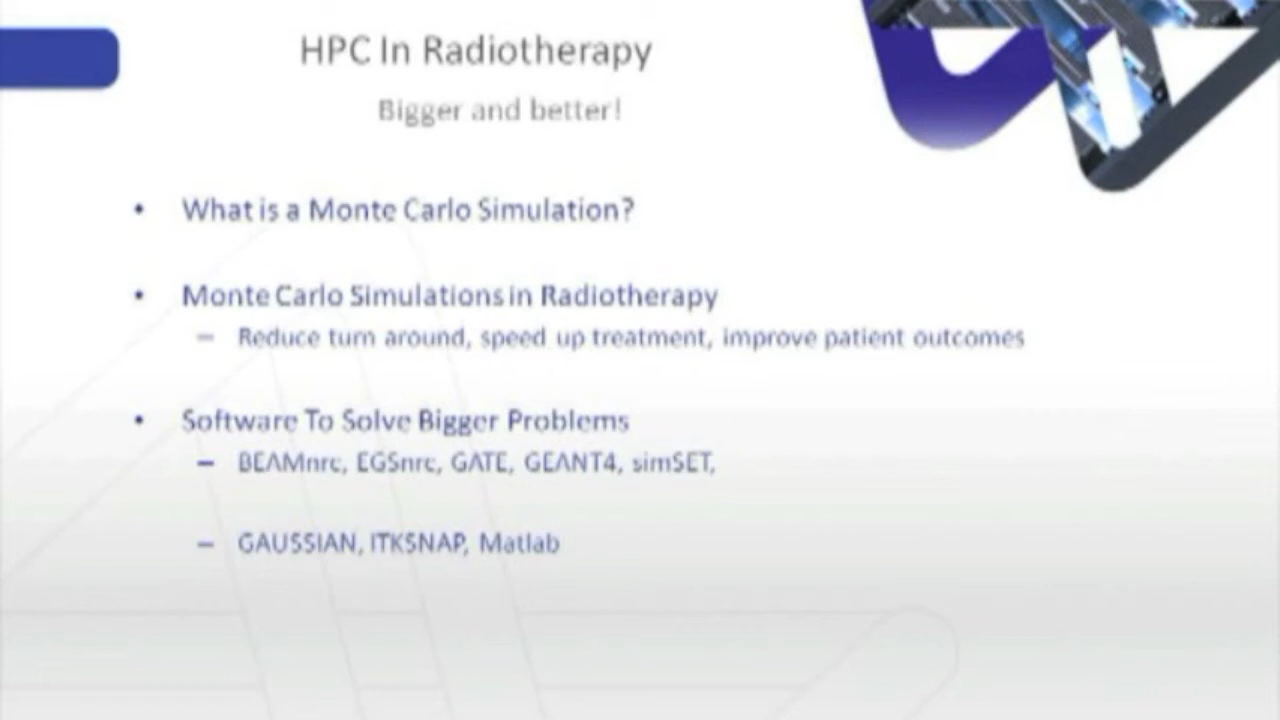 HPC In Radiotherapy
Bigger and better!
• What is a Monte Carlo Simulation?
• Monte Carlo Simulations in Radiotherapy
– Reduce turn around, speed up treatment, improve patient outcomes
• Software To Solve Bigger Problems
– BEAMnrc, EGSnrc, GATE, GEANT4, simSET,
– GAUSSIAN, ITKSNAP, Matlab